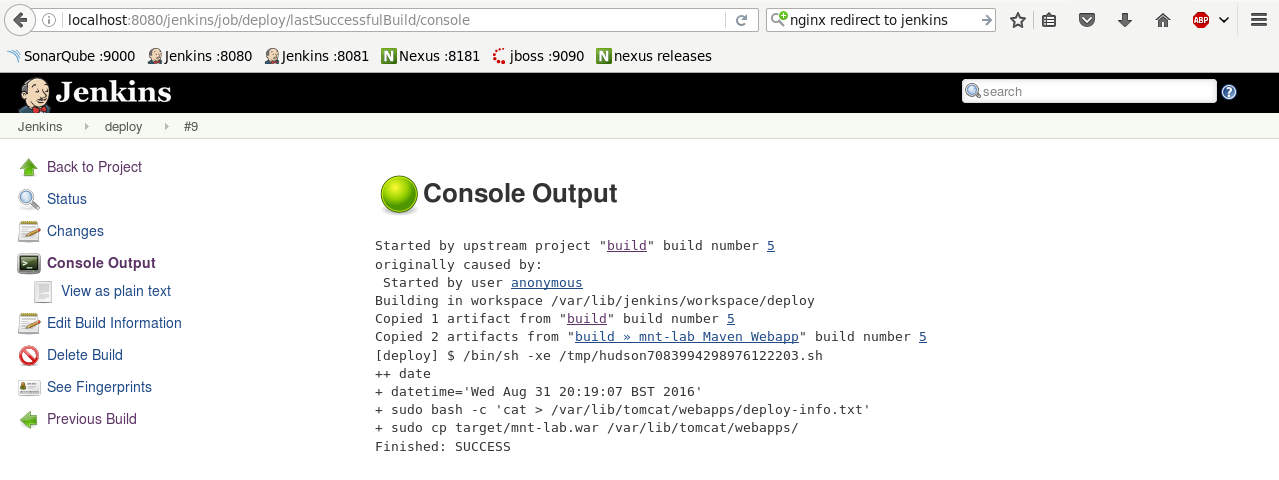 localhost:8080/jenkins/job/deploy/lastSuccessfulBuild/console
nginx redirect to jenkins
ABP
SonarQube :9000
Jenkins :8080
Jenkins :8081
N Nexus :8181
jboss :9090
N nexus releases
Jenkins
search
?
Jenkins
deploy
#9
Back to Project
Status
Changes
Console Output
View as plain text
Edit Build Information
Delete Build
See Fingerprints
Previous Build
Console Output
Started by upstream project "build" build number 5
originally caused by:
Started by user anonymous
Building in workspace /var/lib/jenkins/workspace/deploy
Copied 1 artifact from "build" build number 5
Copied 2 artifacts from "build » mnt-lab Maven Webapp" build number 5
[deploy] $ /bin/sh -xe /tmp/hudson7083994298976122203.sh
++ date
+ datetime='Wed Aug 31 20:19:07 BST 2016'
+ sudo bash -c 'cat > /var/lib/tomcat/webapps/deploy-info.txt'
+ sudo cp target/mnt-lab.war /var/lib/tomcat/webapps/
Finished: SUCCESS